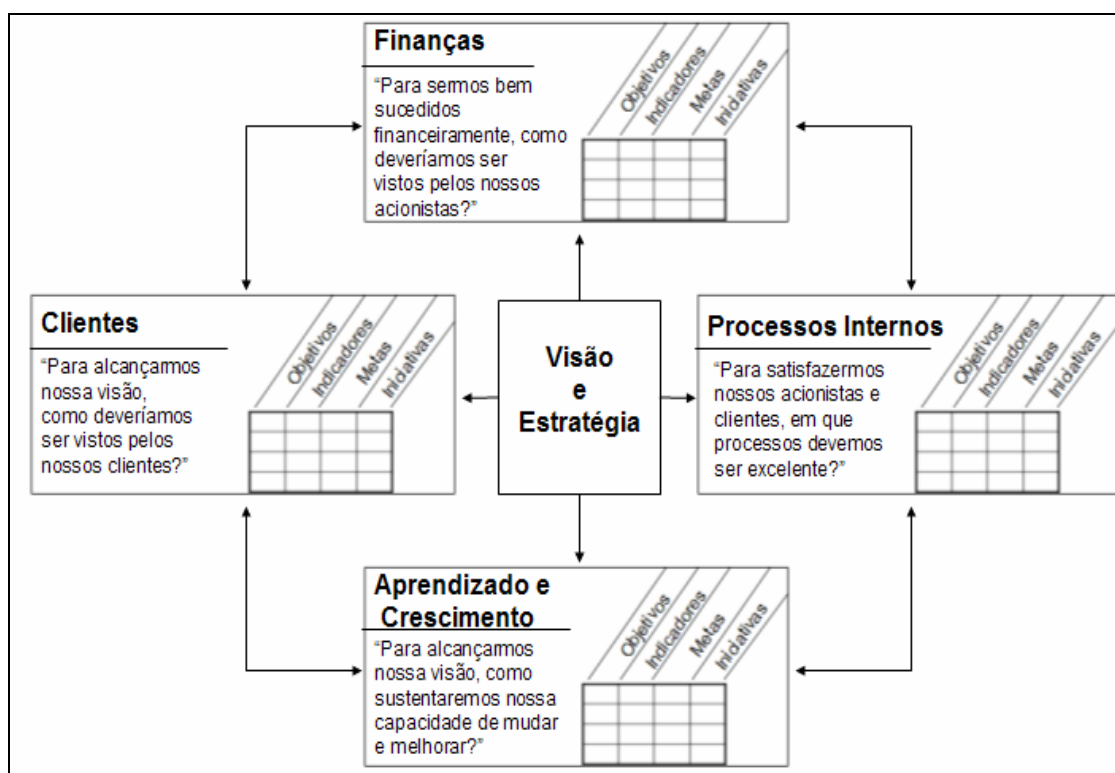 Finanças
“Para sermos bem
sucedidos
financeiramente, como
deveríamos ser
vistos pelos nossos
acionistas?”
Objetivos
Indicadores
Metas
Iniciativas
Clientes
“Para alcançarmos
nossa visão,
como deveríamos
ser vistos pelos
nossos clientes?”
Objetivos
Indicadores
Metas
Iniciativas
Visão
e
Estratégia
Processos Internos
“Para satisfazermos
nossos acionistas e
clientes, em que
processos devemos
ser excelente?”
Objetivos
Indicadores
Metas
Iniciativas
Aprendizado e
Crescimento
“Para alcançarmos
nossa visão, como
sustentaremos nossa
capacidade de mudar
e melhorar?”
Objetivos
Indicadores
Metas
Iniciativas